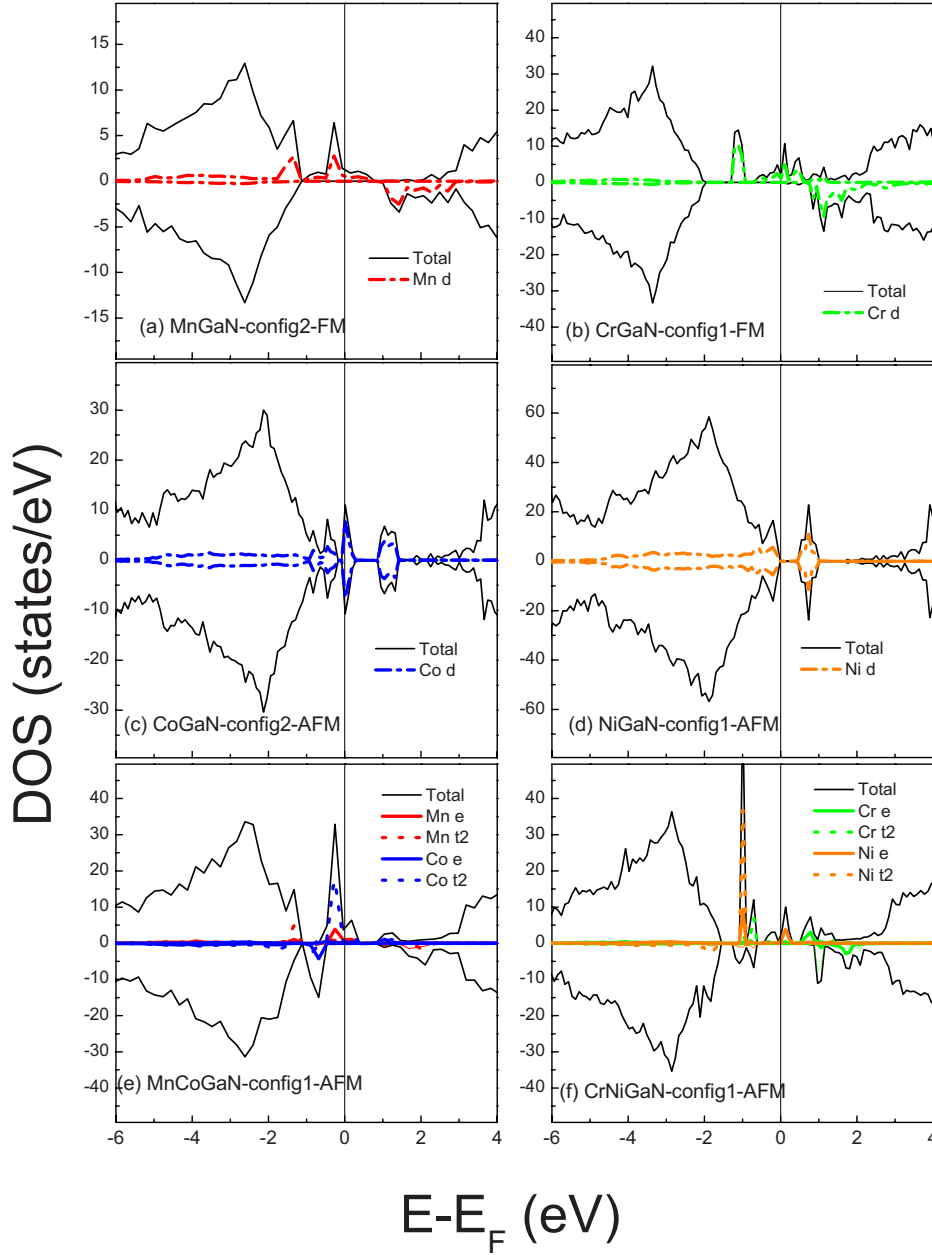 DOS (states/eV)
15
10
5
0
-5
-10
-15
Total
Mn d
(a) MnGaN-config2-FM
40
30
20
10
0
-10
-20
-30
-40
Total
Cr d
(b) CrGaN-config1-FM
30
20
10
0
-10
-20
-30
Total
Co d
(c) CoGaN-config2-AFM
60
40
20
0
-20
-40
-60
Total
Ni d
(d) NiGaN-config1-AFM
40
30
20
10
0
-10
-20
-30
-40
Total
Mn e
Mn t2
Co e
Co t2
(e) MnCoGaN-config1-AFM
-6 -4 -2 0 2 4
40
30
20
10
0
-10
-20
-30
-40
Total
Cr e
Cr t2
Ni e
Ni t2
(f) CrNiGaN-config1-AFM
-6 -4 -2 0 2 4
E-E_F (eV)